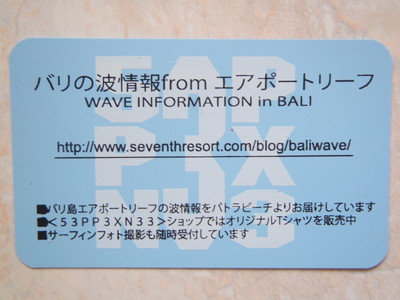 バリの波情報from エアポートリーフ
WAVE INFORMATION in BALI
http://www.seventhresort.com/blog/baliwave/
■バリ島エアポートリーフの波情報をバトラビーチよりお届けしています
■<53PP3XN33>ショップではオリジナルTシャツを販売中
■サーフィンフォト撮影も随時受付しています